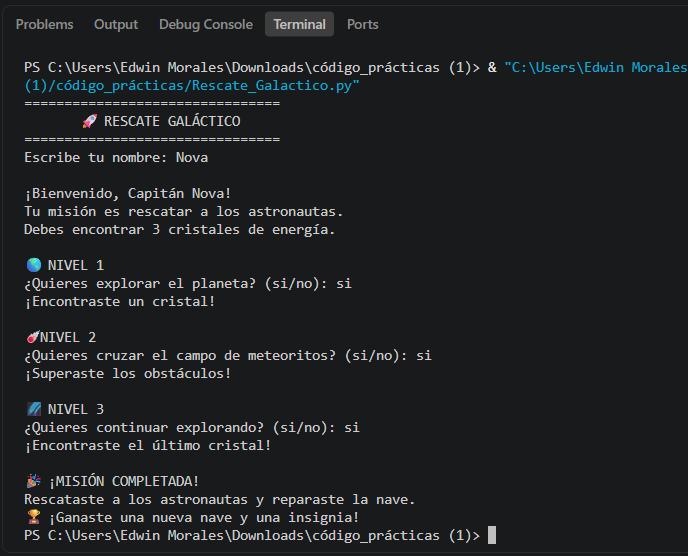 Problems Output Debug Console Terminal Ports
PS C:\Users\Edwin Morales\Downloads\código_prácticas (1)> & "C:\Users\Edwin Morales
(1)/código_prácticas/Rescate_Galactico.py"
================================
🚀 RESCATE GALÁCTICO
================================
Escribe tu nombre: Nova
¡Bienvenido, Capitán Nova!
Tu misión es rescatar a los astronautas.
Debes encontrar 3 cristales de energía.
🌎 NIVEL 1
¿Quieres explorar el planeta? (si/no): si
¡Encontraste un cristal!
☄️NIVEL 2
¿Quieres cruzar el campo de meteoritos? (si/no): si
¡Superaste los obstáculos!
🌌 NIVEL 3
¿Quieres continuar explorando? (si/no): si
¡Encontraste el último cristal!
🎉 ¡MISIÓN COMPLETADA!
Rescataste a los astronautas y reparaste la nave.
🏆 ¡Ganaste una nueva nave y una insignia!
PS C:\Users\Edwin Morales\Downloads\código_prácticas (1)>